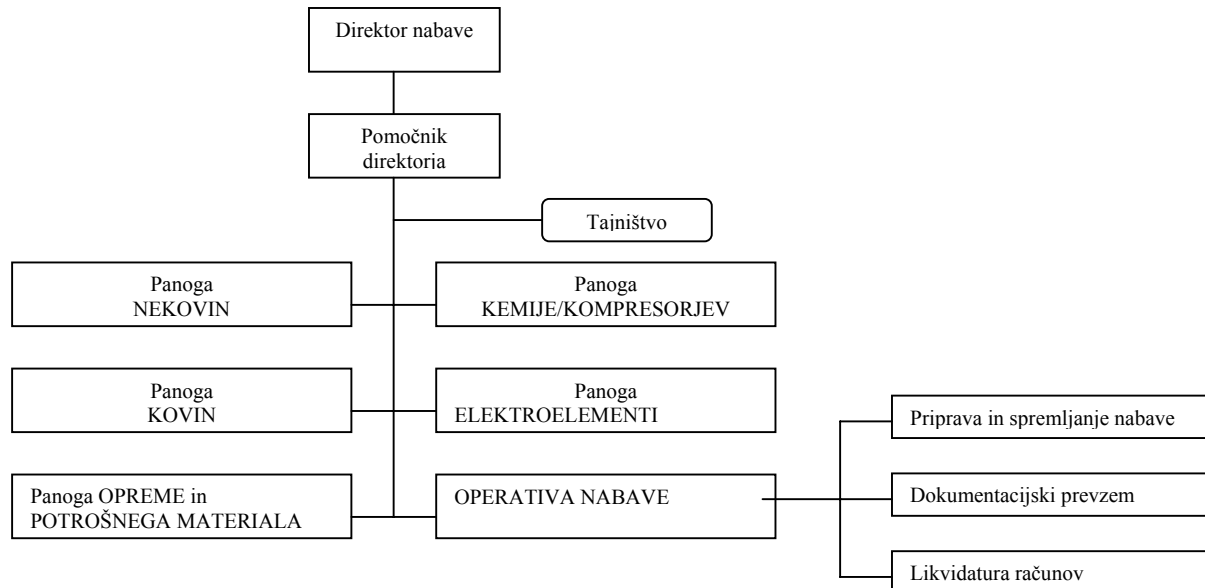 Direktor nabave
Pomočnik
direktorja
Tajništvo
Panoga
NEKOVIN
Panoga
KEMIJE/KOMPRESORJEV
Panoga
KOVIN
Panoga
ELEKTROELEMENTI
Priprava in spremljanje nabave
Panoga OPREME in
POTROŠNEGA MATERIALA
OPERATIVA NABAVE
Dokumentacijski prevzem
Likvidatura računov